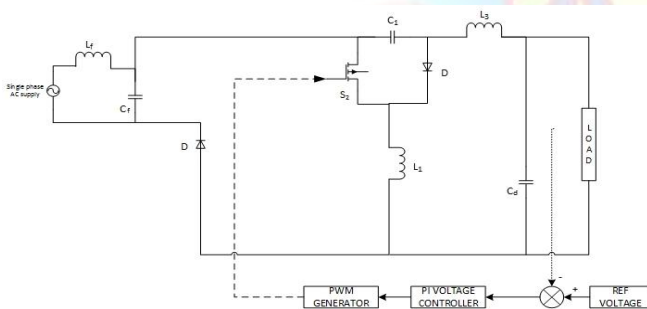 C1
L3
Lf
D
Single phase
AC supply
Cf
S2
D
L1
Cd
LOAD
-
+
PWM
GENERATOR
PI VOLTAGE
CONTROLLER
REF
VOLTAGE